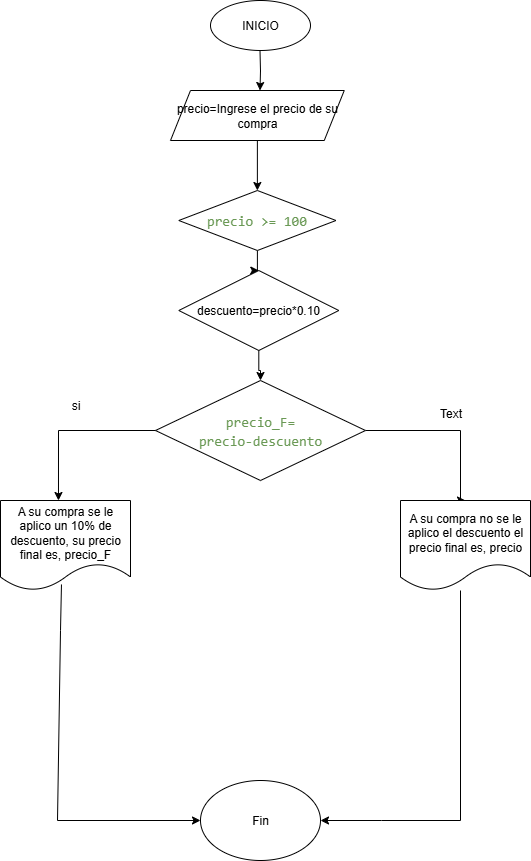 INICIO
precio=Ingrese el precio de su
compra
precio >= 100
descuento=precio*0.10
precio_F=
precio-descuento
si
Text
A su compra se le
aplico un 10% de
descuento, su precio
final es, precio_F
A su compra no se le
aplico el descuento el
precio final es, precio
Fin